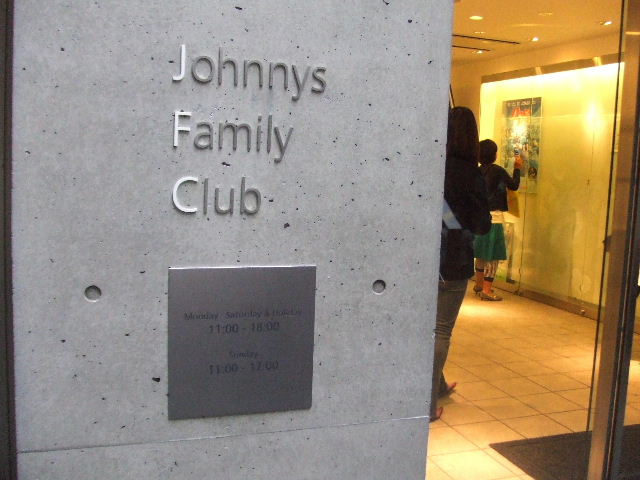 Johnnys
Family
Club
Monday - Saturday & Holiday
11:00 - 18:00
Sunday
11:00 - 17:00